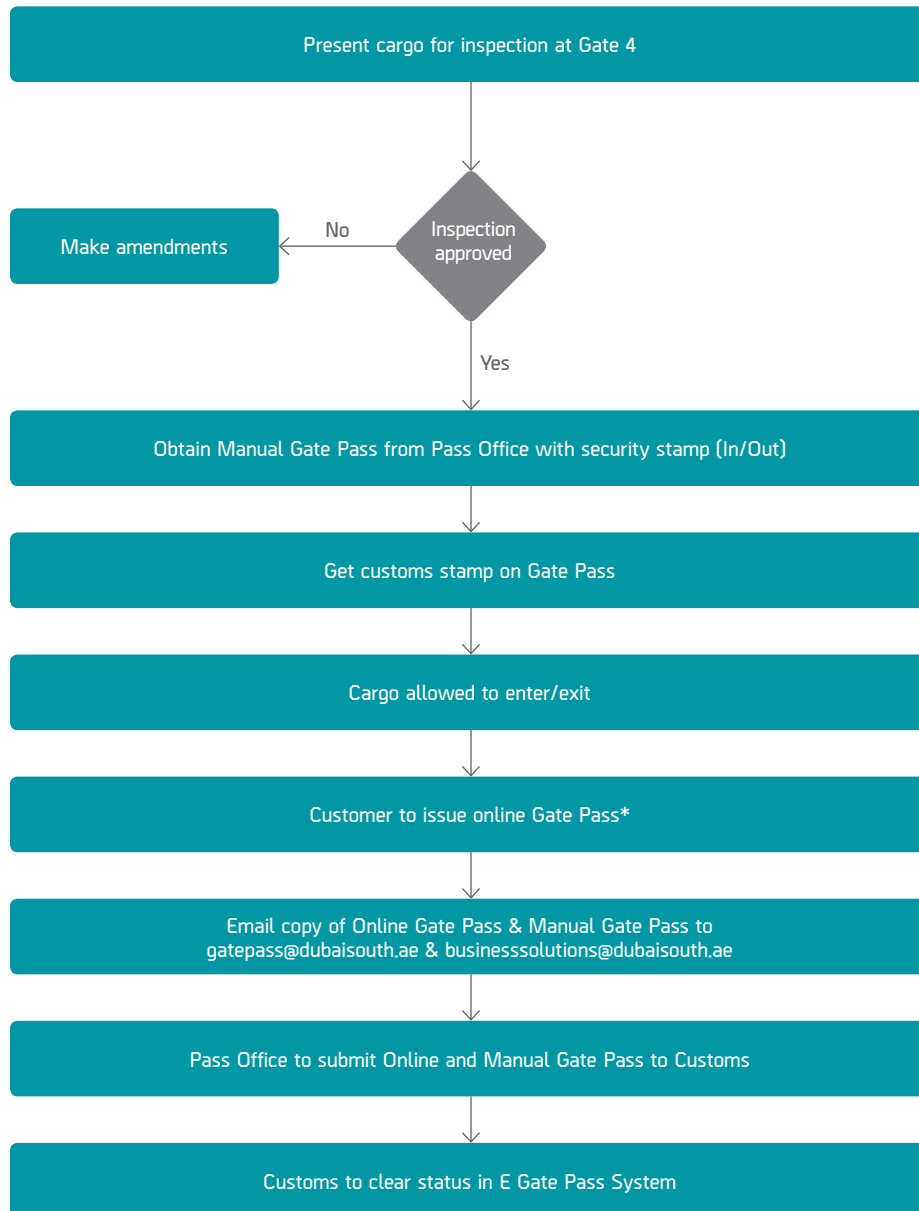 Present cargo for inspection at Gate 4
Inspection
approved
No
Make amendments
Yes
Obtain Manual Gate Pass from Pass Office with security stamp (In/Out)
Get customs stamp on Gate Pass
Cargo allowed to enter/exit
Customer to issue online Gate Pass*
Email copy of Online Gate Pass & Manual Gate Pass to
gatepass@dubaisouth.ae & businesssolutions@dubaisouth.ae
Pass Office to submit Online and Manual Gate Pass to Customs
Customs to clear status in E Gate Pass System